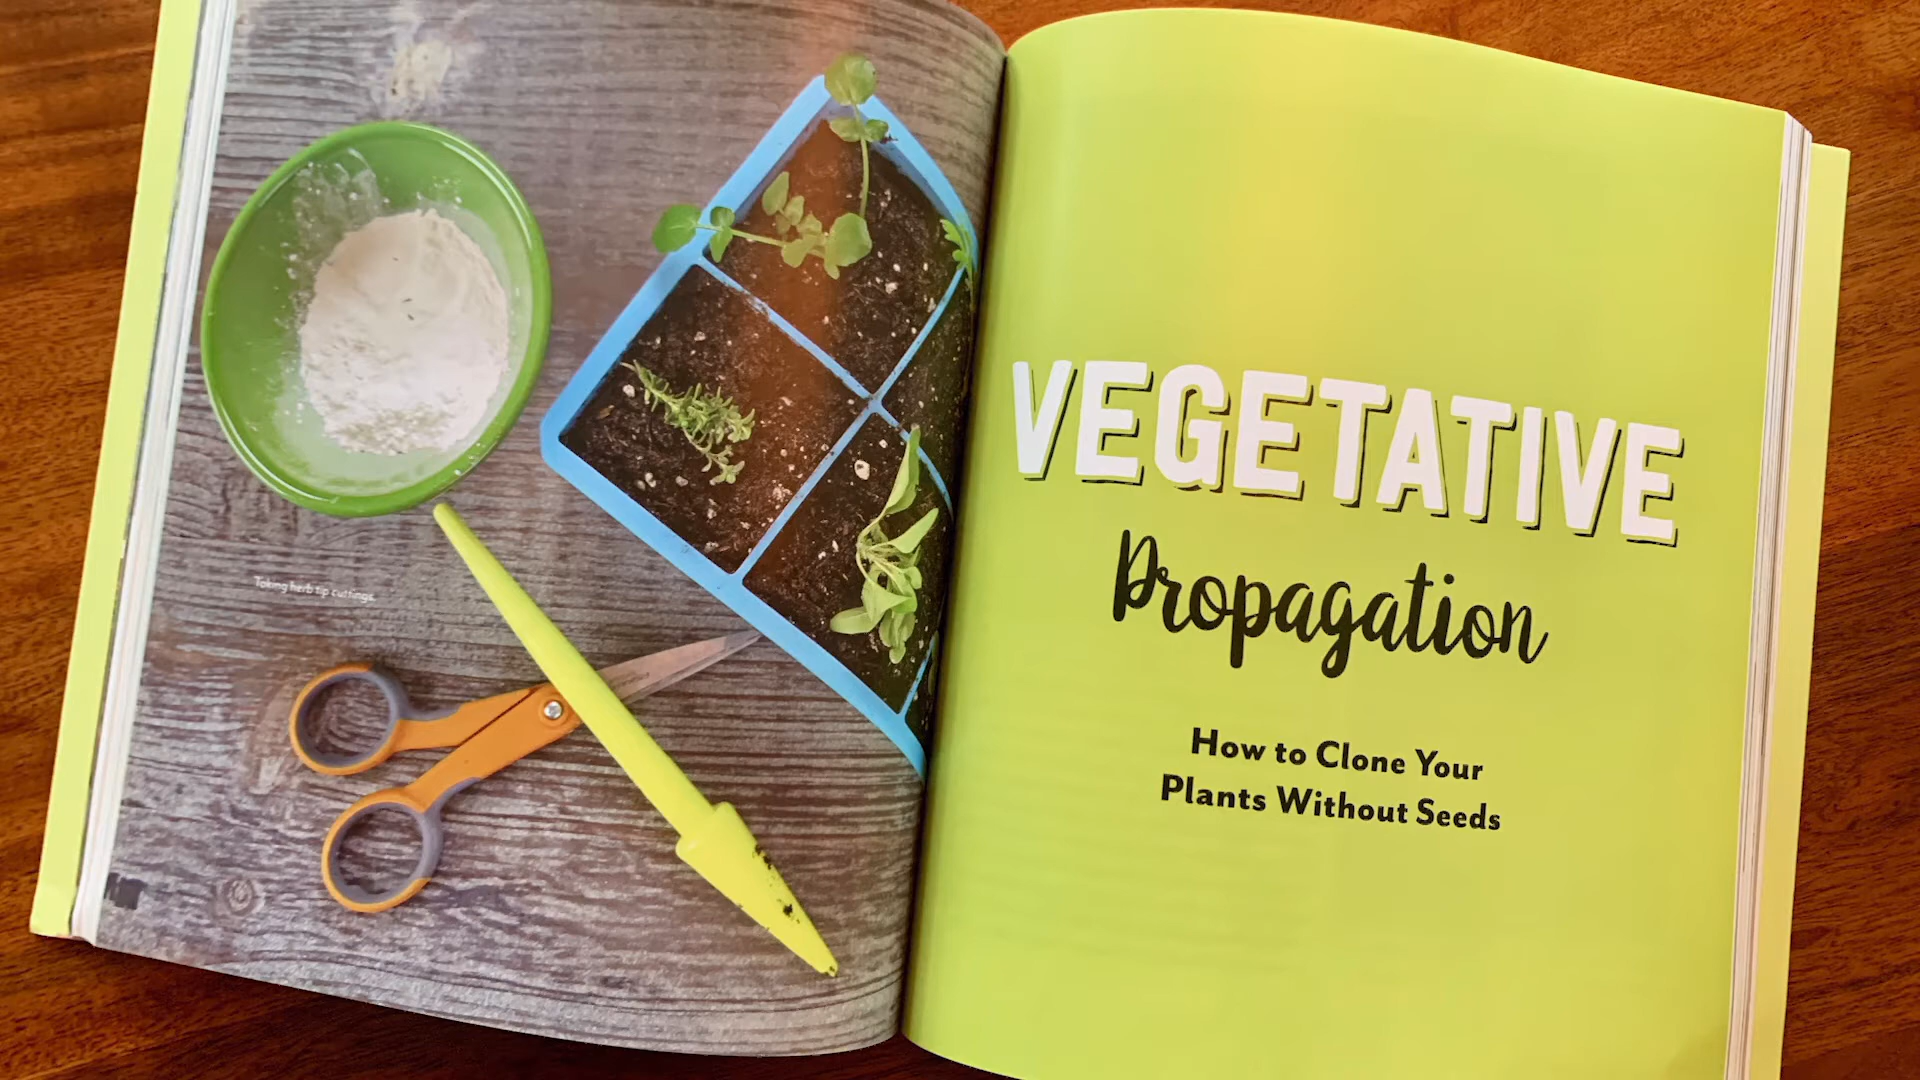 Taking herb tip cuttings.
VEGETATIVE
Propagation
How to Clone Your
Plants Without Seeds